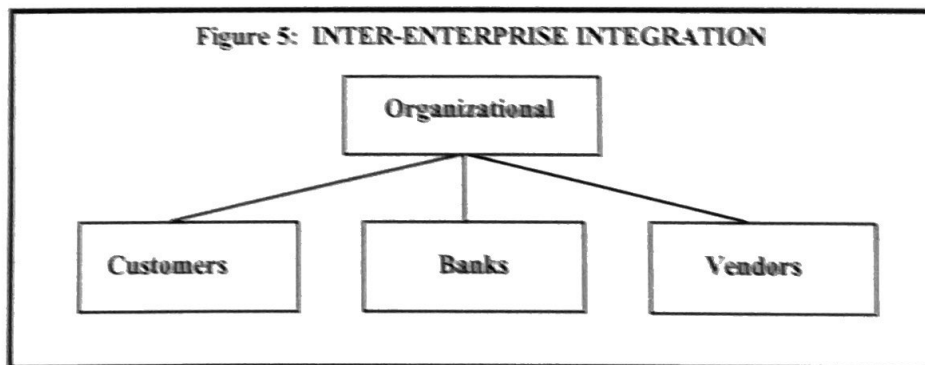 Figure 5: INTER-ENTERPRISE INTEGRATION
Organizational
Customers
Banks
Vendors